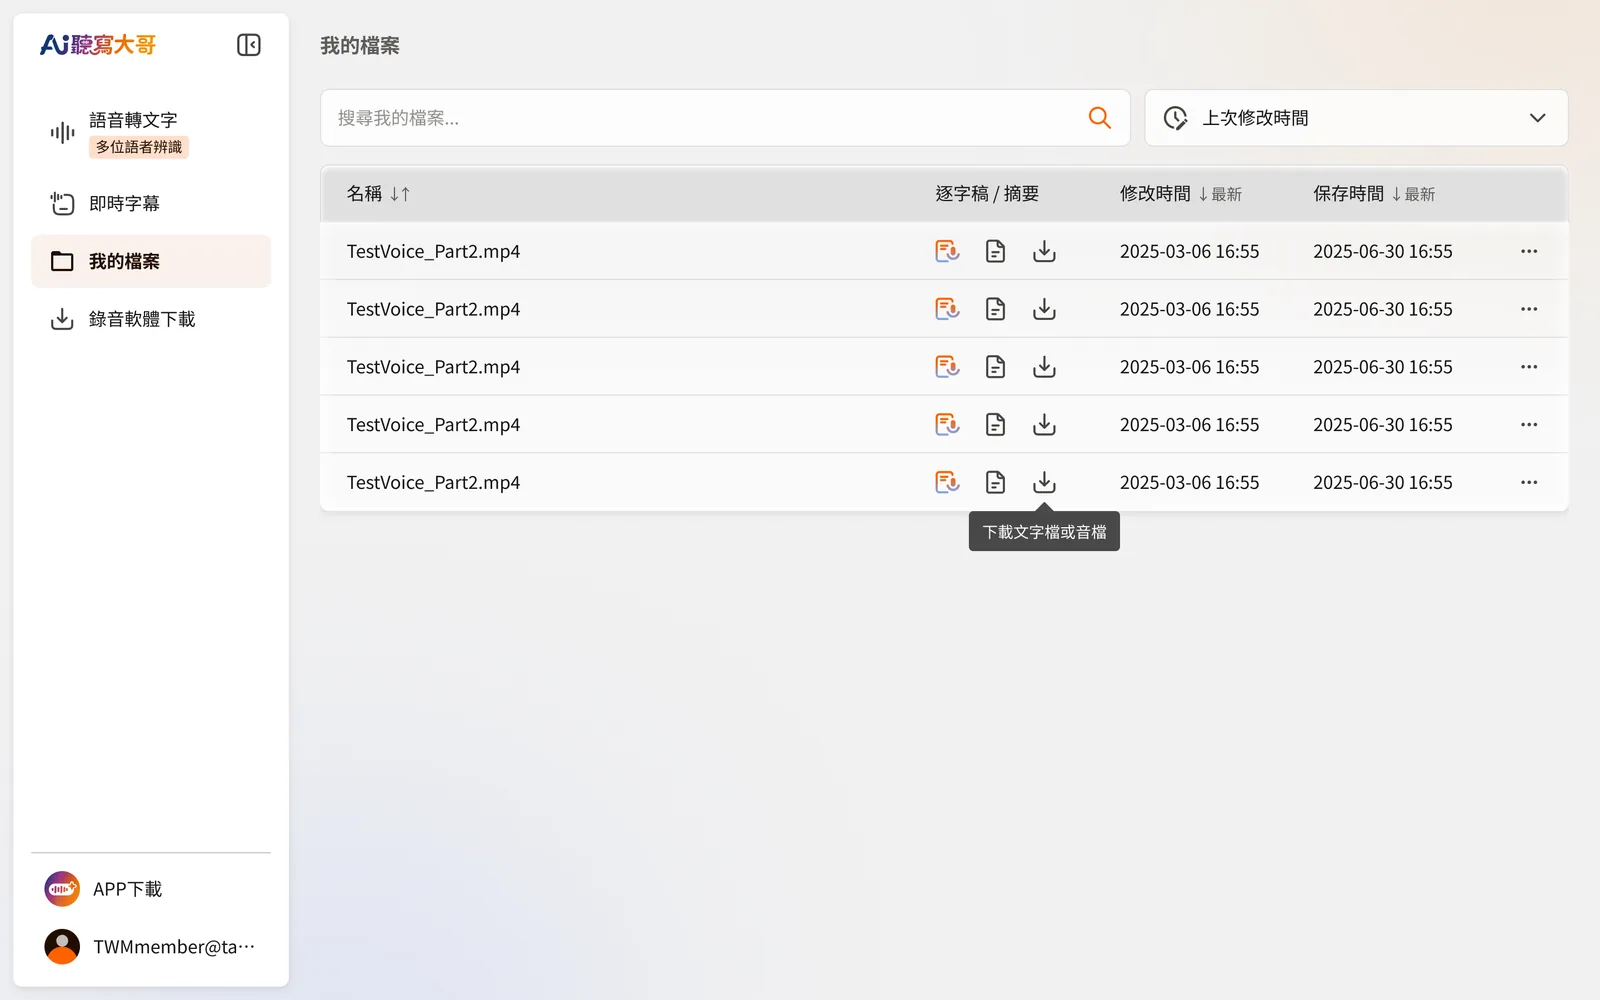 Ai聽寫大哥
語音轉文字
多位語者辨識
即時字幕
我的檔案
錄音軟體下載
APP下載
TWMmember@ta···
我的檔案
搜尋我的檔案...
上次修改時間
名稱 ↓↑ 逐字稿 / 摘要 修改時間 ↓最新 保存時間 ↓最新
TestVoice_Part2.mp4 2025-03-06 16:55 2025-06-30 16:55
TestVoice_Part2.mp4 2025-03-06 16:55 2025-06-30 16:55
TestVoice_Part2.mp4 2025-03-06 16:55 2025-06-30 16:55
TestVoice_Part2.mp4 2025-03-06 16:55 2025-06-30 16:55
TestVoice_Part2.mp4 2025-03-06 16:55 2025-06-30 16:55
下載文字檔或音檔